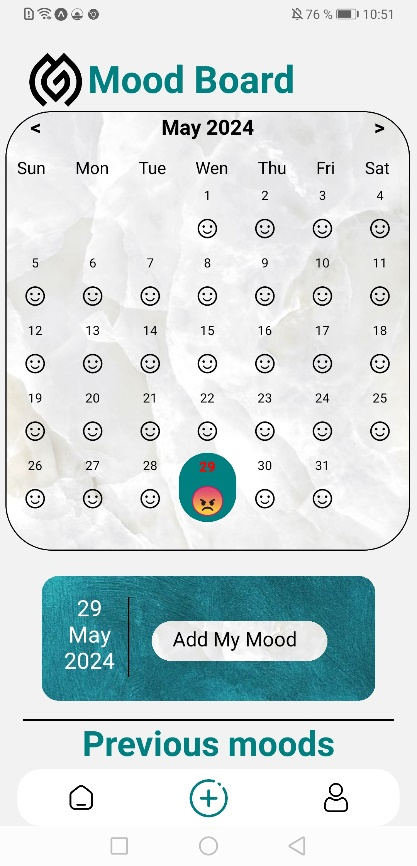 76 % 10:51
Mood Board
< May 2024 >
Sun Mon Tue Wen Thu Fri Sat
1 2 3 4
5 6 7 8 9 10 11
12 13 14 15 16 17 18
19 20 21 22 23 24 25
26 27 28 29 30 31
29
May
2024
Add My Mood
Previous moods